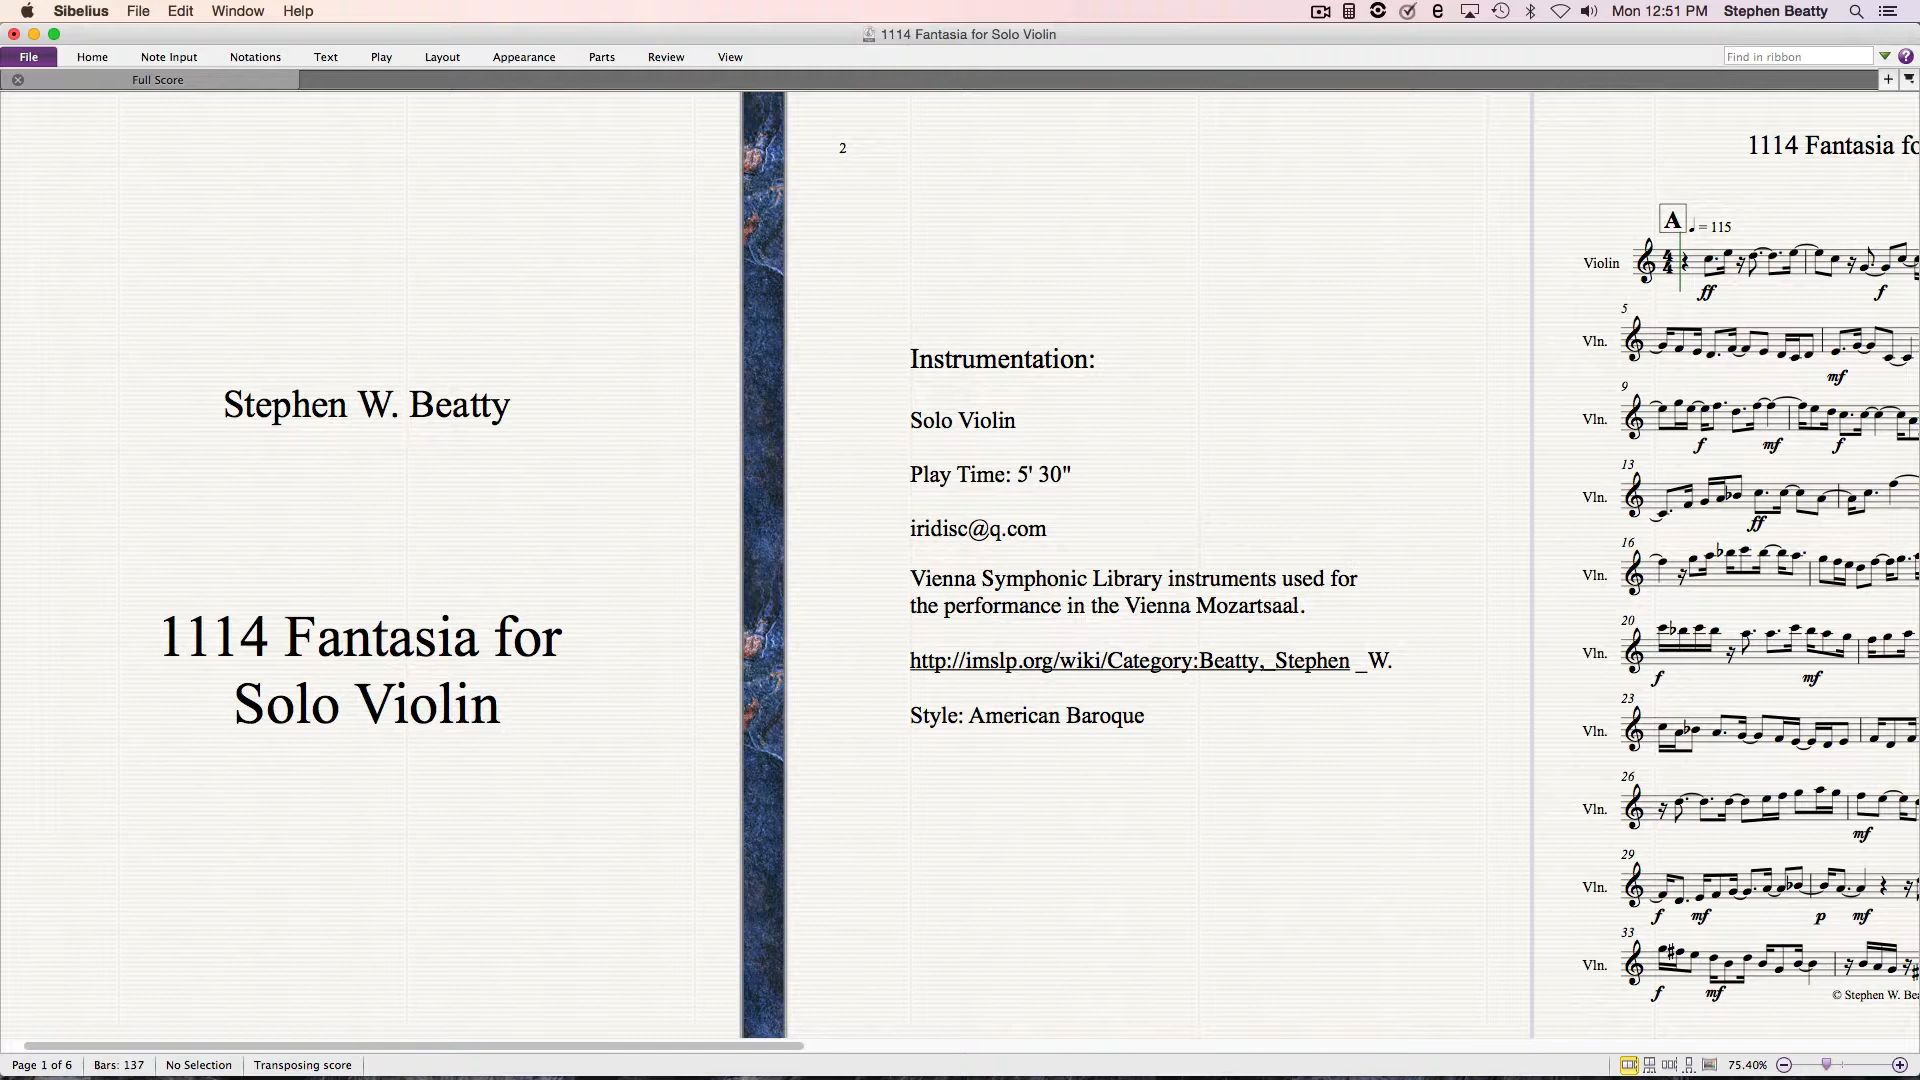 Sibelius File Edit Window Help
Mon 12:51 PM Stephen Beatty
1114 Fantasia for Solo Violin
File Home Note Input Notations Text Play Layout Appearance Parts Review View
Find in ribbon
Full Score
Stephen W. Beatty
1114 Fantasia for
Solo Violin
2
Instrumentation:
Solo Violin
Play Time: 5' 30"
iridisc@q.com
Vienna Symphonic Library instruments used for
the performance in the Vienna Mozartsaal.
http://imslp.org/wiki/Category:Beatty,_Stephen _W.
Style: American Baroque
1114 Fantasia fo
A ♩ = 115
Violin
ff f
5
Vln.
mf
9
Vln.
f mf f
13
Vln.
ff
16
Vln.
20
Vln.
f mf
23
Vln.
26
Vln.
mf
29
Vln.
f mf p mf
33
Vln.
f mf
© Stephen W. Bea
Page 1 of 6 Bars: 137 No Selection Transposing score
75.40%